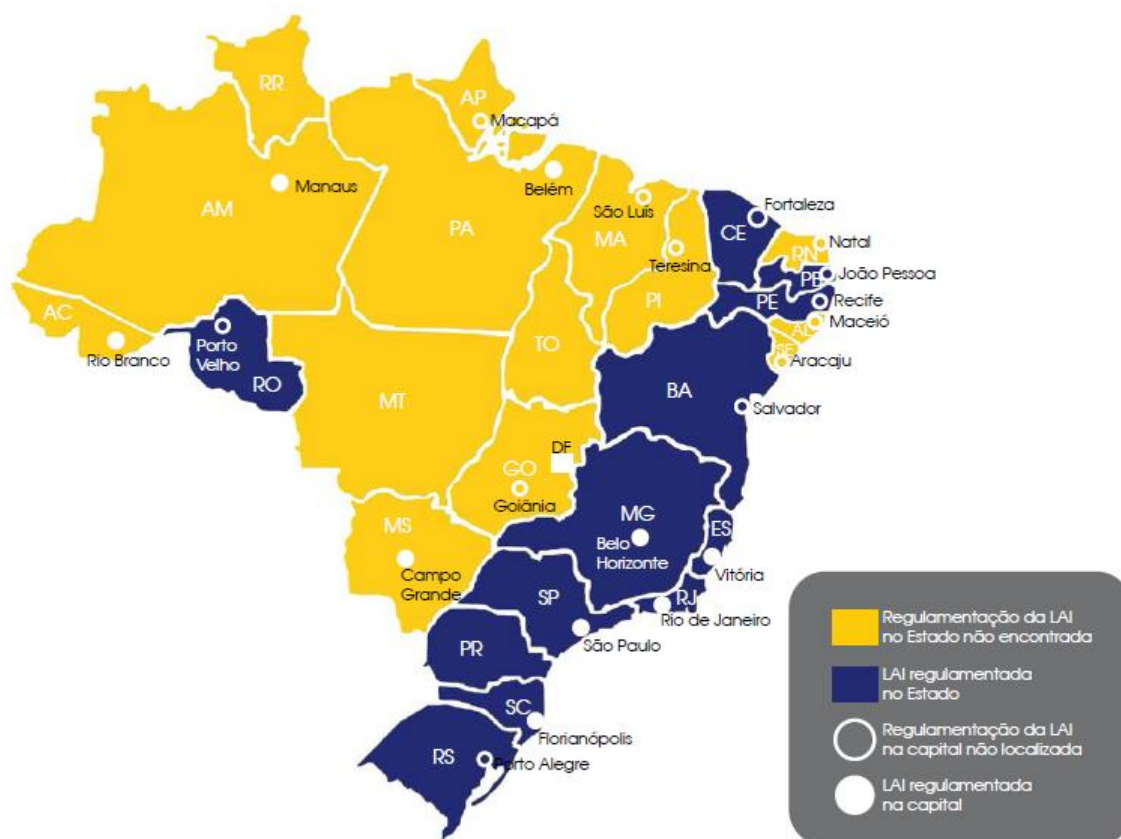 RR
AP
Macapá
Manaus
Belém
São Luís
Fortaleza
AM
PA
MA
CE
Natal
RN
Teresina
PB
João Pessoa
PI
PE
Recife
AC
AL
Maceió
Rio Branco
Porto
Velho
TO
SE
Aracaju
RO
MT
BA
Salvador
DF
GO
Goiânia
MG
MS
ES
Belo
Horizonte
Campo
Grande
Vitória
SP
RJ
Rio de Janeiro
São Paulo
PR
SC
Florianópolis
RS
Porto Alegre
Regulamentação da LAI
no Estado não encontrada
LAI regulamentada
no Estado
Regulamentação da LAI
na capital não localizada
LAI regulamentada
na capital